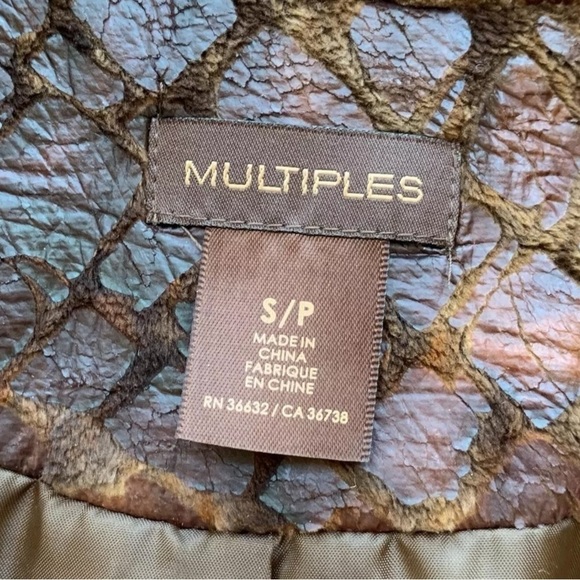 MULTIPLES
S/P
MADE IN
CHINA
FABRIQUE
EN CHINE
RN 36632 / CA 36738